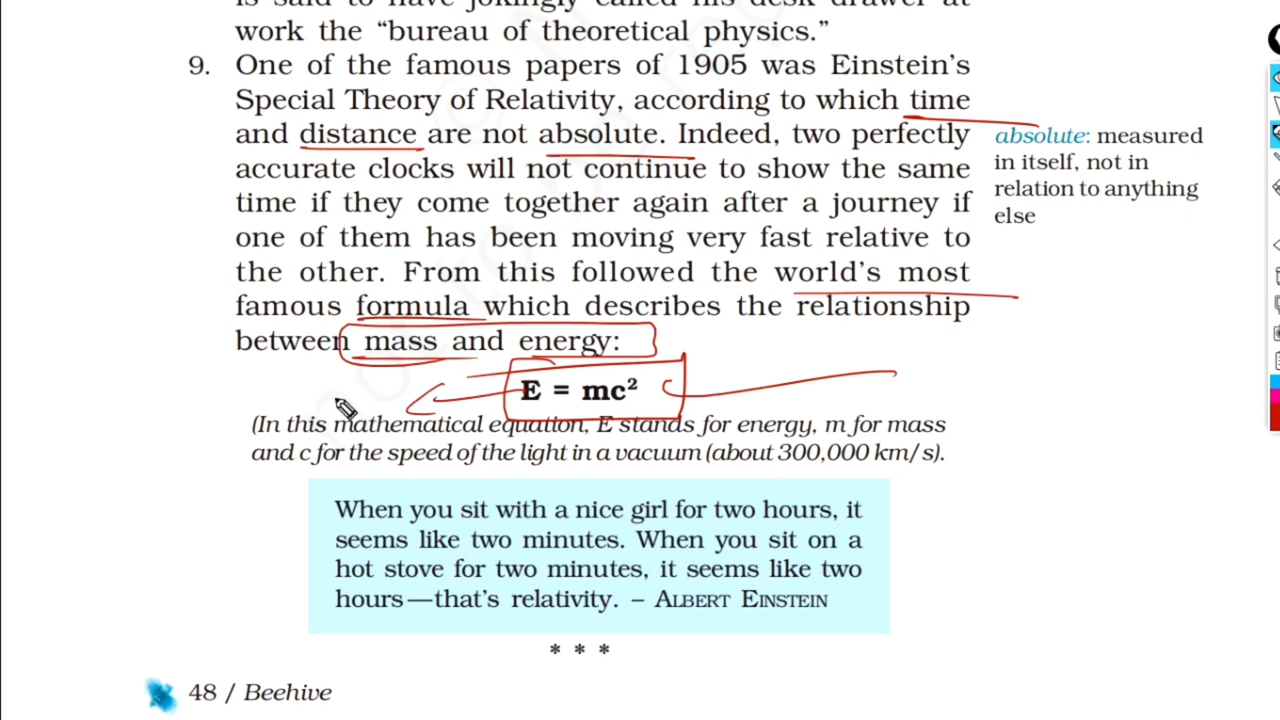 is said to have jokingly called his desk drawer at
work the “bureau of theoretical physics.”
9. One of the famous papers of 1905 was Einstein’s
Special Theory of Relativity, according to which time
and distance are not absolute. Indeed, two perfectly
accurate clocks will not continue to show the same
time if they come together again after a journey if
one of them has been moving very fast relative to
the other. From this followed the world’s most
famous formula which describes the relationship
between mass and energy:
E = mc²
(In this mathematical equation, E stands for energy, m for mass
and c for the speed of the light in a vacuum (about 300,000 km/s).
absolute: measured
in itself, not in
relation to anything
else
When you sit with a nice girl for two hours, it
seems like two minutes. When you sit on a
hot stove for two minutes, it seems like two
hours—that’s relativity. – ALBERT EINSTEIN
* * *
48 / Beehive